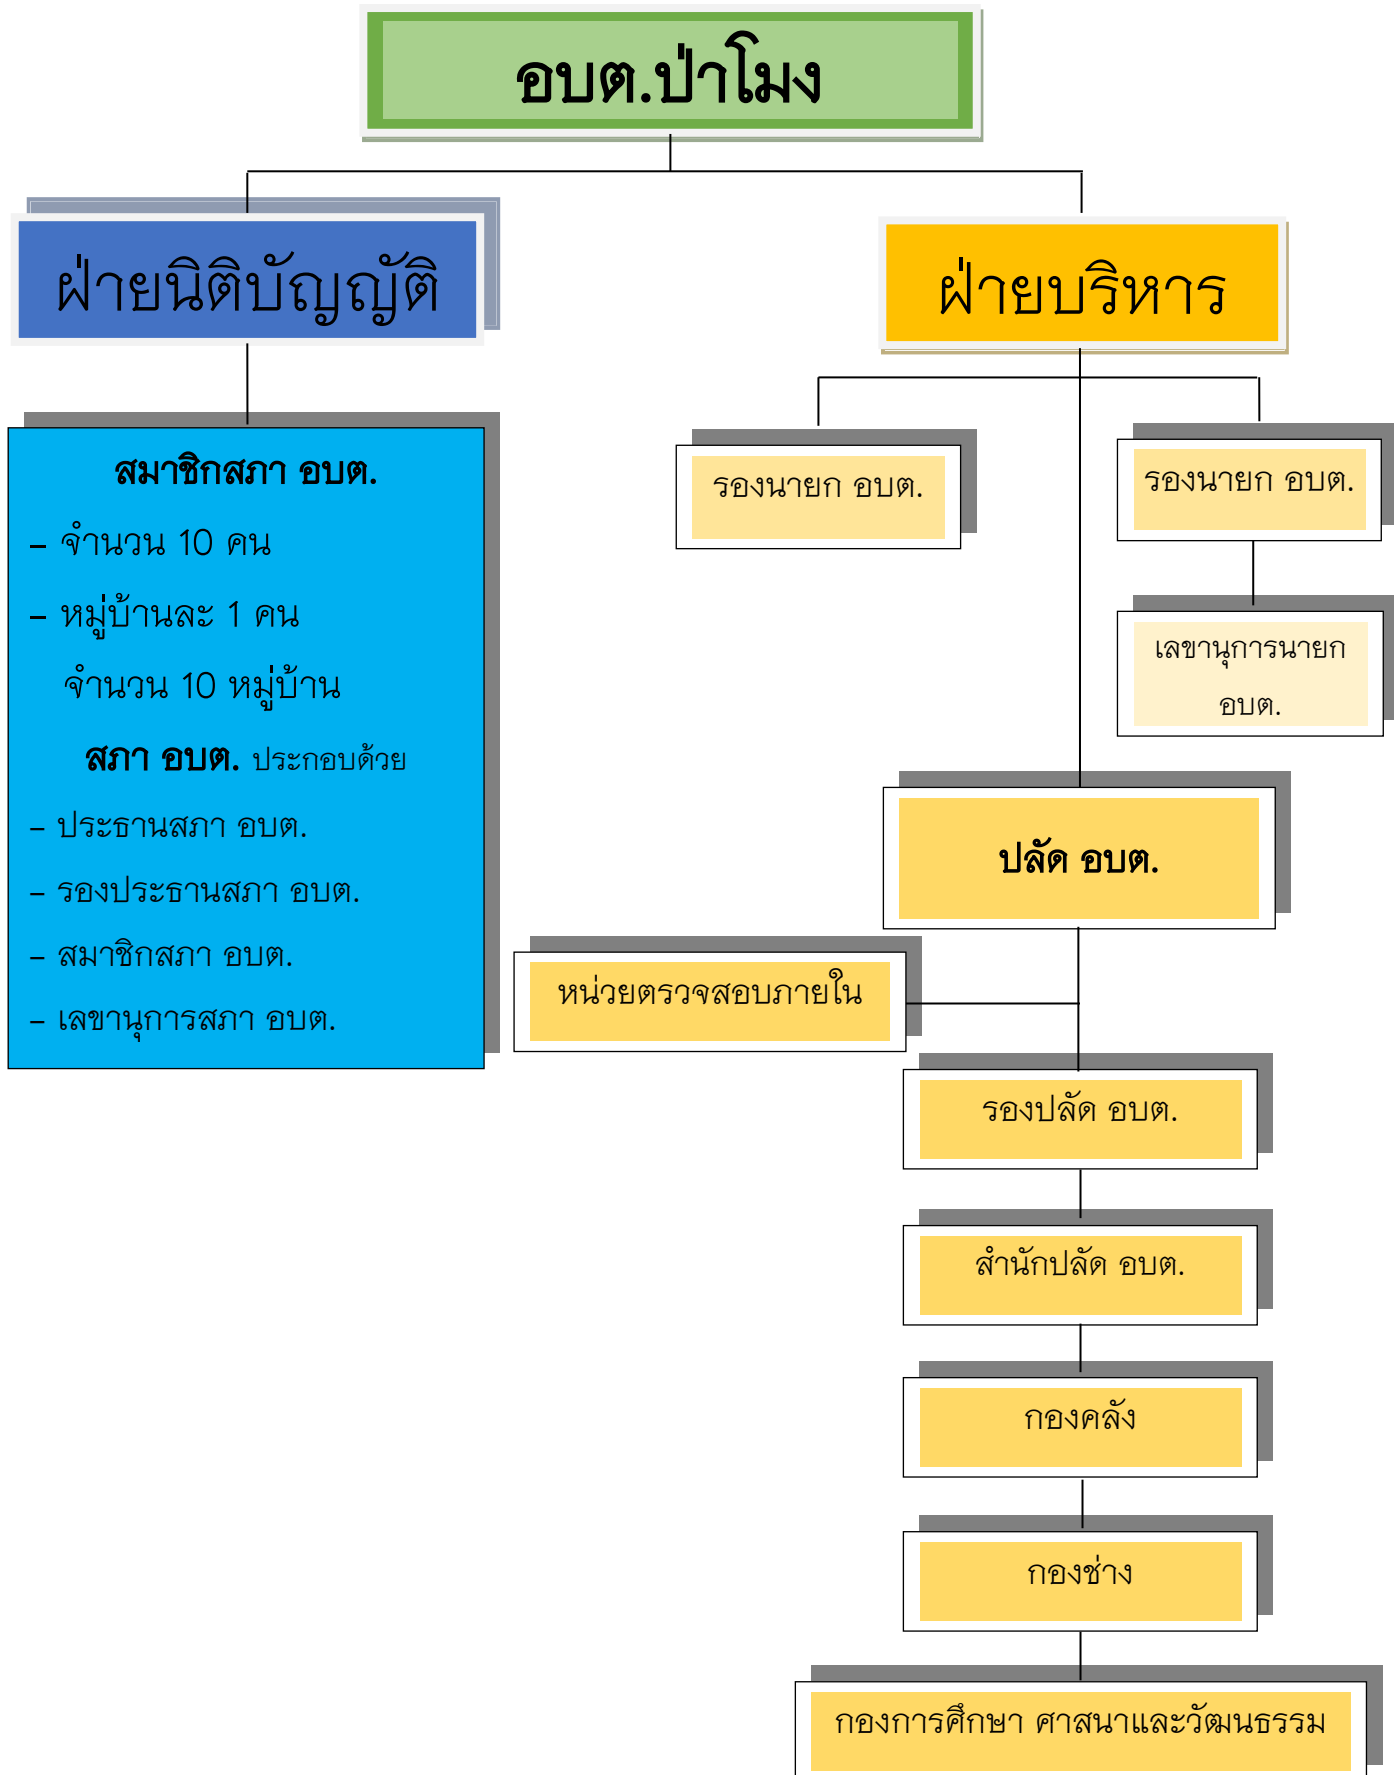 อบต.ป่าโมง
ฝ่ายนิติบัญญัติ
ฝ่ายบริหาร
สมาชิกสภา อบต.
– จำนวน 10 คน
– หมู่บ้านละ 1 คน
จำนวน 10 หมู่บ้าน
สภา อบต. ประกอบด้วย
– ประธานสภา อบต.
– รองประธานสภา อบต.
– สมาชิกสภา อบต.
– เลขานุการสภา อบต.
รองนายก อบต.
รองนายก อบต.
เลขานุการนายก
อบต.
ปลัด อบต.
หน่วยตรวจสอบภายใน
รองปลัด อบต.
สำนักปลัด อบต.
กองคลัง
กองช่าง
กองการศึกษา ศาสนาและวัฒนธรรม